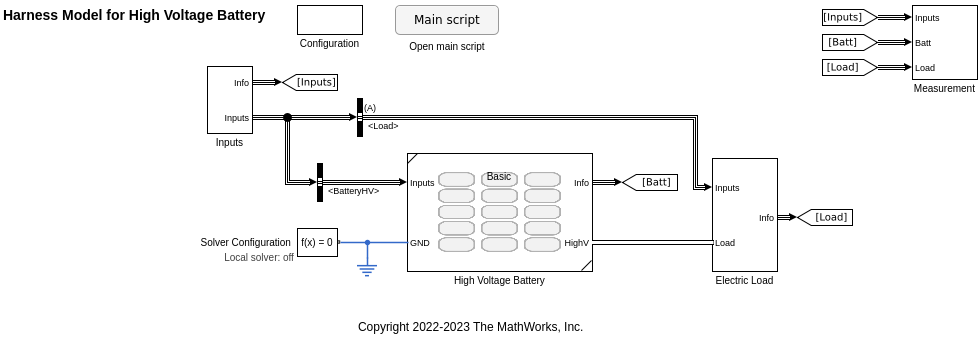 Harness Model for High Voltage Battery
Configuration
Main script
Open main script
[Inputs]
[Batt]
[Load]
Inputs
Batt
Load
Measurement
Info
Inputs
Inputs
[Inputs]
(A)
<Load>
<BatteryHV>
Inputs
Basic
Info
GND
HighV
High Voltage Battery
[Batt]
Inputs
Info
Load
Electric Load
[Load]
Solver Configuration
f(x) = 0
Local solver: off
Copyright 2022-2023 The MathWorks, Inc.